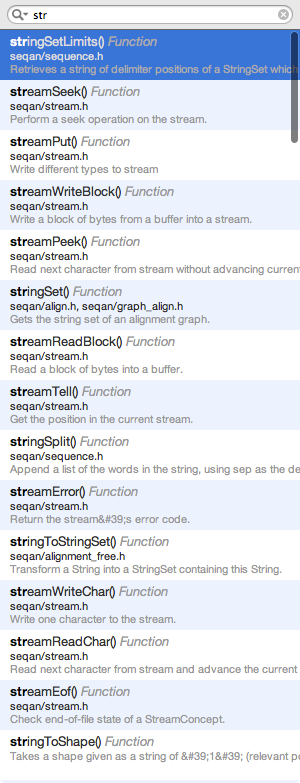 str
stringSetLimits() Function
seqan/sequence.h
Retrieves a string of delimiter positions of a StringSet which
streamSeek() Function
seqan/stream.h
Perform a seek operation on the stream.
streamPut() Function
seqan/stream.h
Write different types to stream
streamWriteBlock() Function
seqan/stream.h
Write a block of bytes from a buffer into a stream.
streamPeek() Function
seqan/stream.h
Read next character from stream without advancing current
stringSet() Function
seqan/align.h, seqan/graph_align.h
Gets the string set of an alignment graph.
streamReadBlock() Function
seqan/stream.h
Read a block of bytes into a buffer.
streamTell() Function
seqan/stream.h
Get the position in the current stream.
stringSplit() Function
seqan/sequence.h
Append a list of the words in the string, using sep as the de
streamError() Function
seqan/stream.h
Return the stream&#39;s error code.
stringToStringSet() Function
seqan/alignment_free.h
Transform a String into a StringSet containing this String.
streamWriteChar() Function
seqan/stream.h
Write one character to the stream.
streamReadChar() Function
seqan/stream.h
Read next character from stream and advance the current
streamEof() Function
seqan/stream.h
Check end-of-file state of a StreamConcept.
stringToShape() Function
Takes a shape given as a string of &#39;1&#39; (relevant po